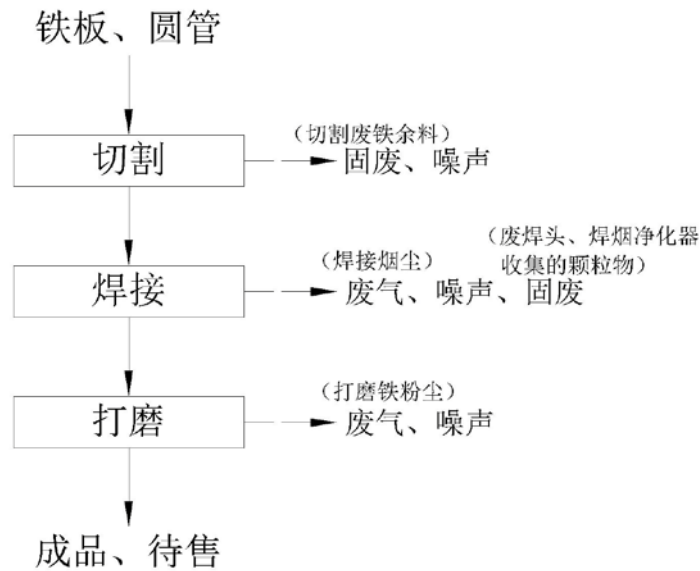 铁板、圆管
（切割废铁余料）
切割
固废、噪声
（废焊头、焊烟净化器
（焊接烟尘）
收集的颗粒物）
焊接
废气、噪声、固废
（打磨铁粉尘）
打磨
废气、噪声
成品、待售